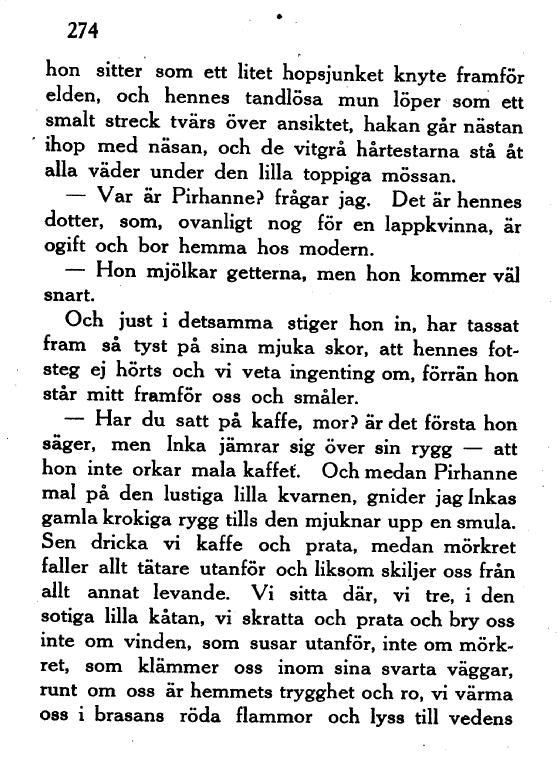 274
hon sitter som ett litet hopsjunket knyte framför
elden, och hennes tandlösa mun löper som ett
smalt streck tvärs över ansiktet, hakan går nästan
ihop med näsan, och de vitgrå hårtestarna stå åt
alla väder under den lilla toppiga mössan.
— Var är Pirhanne? frågar jag. Det är hennes
dotter, som, ovanligt nog för en lappkvinna, är
ogift och bor hemma hos modern.
— Hon mjölkar getterna, men hon kommer väl
snart.
Och just i detsamma stiger hon in, har tassat
fram så tyst på sina mjuka skor, att hennes fot-
steg ej hörts och vi veta ingenting om, förrän hon
står mitt framför oss och småler.
— Har du satt på kaffe, mor? är det första hon
säger, men Inka jämrar sig över sin rygg — att
hon inte orkar mala kaffet. Och medan Pirhanne
mal på den lustiga lilla kvarnen, gnider jag Inkas
gamla krokiga rygg tills den mjuknar upp en smula.
Sen dricka vi kaffe och prata, medan mörkret
faller allt tätare utanför och liksom skiljer oss från
allt annat levande. Vi sitta där, vi tre, i den
sotiga lilla kåtan, vi skratta och prata och bry oss
inte om vinden, som susar utanför, inte om mörk-
ret, som klämmer oss inom sina svarta väggar,
runt om oss är hemmets trygghet och ro, vi värma
oss i brasans röda flammor och lyss till vedens